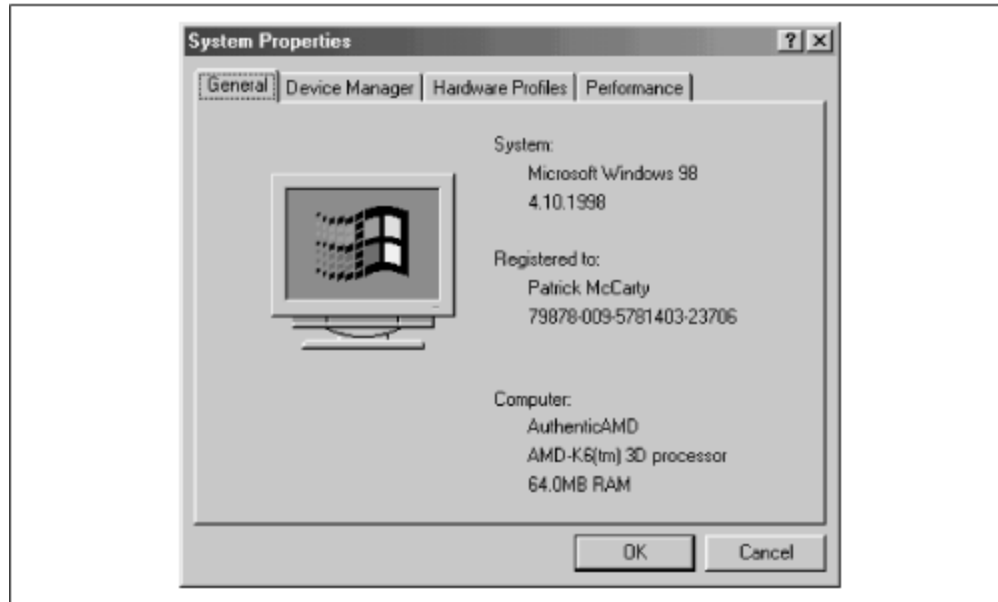 System Properties
General
Device Manager
Hardware Profiles
Performance
System:
Microsoft Windows 98
4.10.1998
Registered to:
Patrick McCarty
79878-009-5781403-23706
Computer:
AuthenticAMD
AMD-K6(tm) 3D processor
64.0MB RAM
OK
Cancel